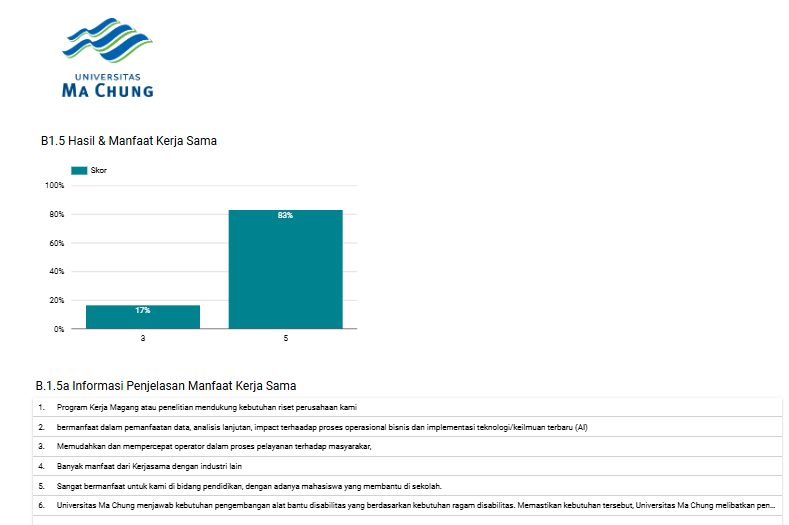 UNIVERSITAS
MA CHUNG
B1.5 Hasil & Manfaat Kerja Sama
Skor
100%
80%
60%
40%
20%
0%
83%
17%
3
5
B.1.5a Informasi Penjelasan Manfaat Kerja Sama
1. Program Kerja Magang atau penelitian mendukung kebutuhan riset perusahaan kami
2. bermanfaat dalam pemanfaatan data, analisis lanjutan, impact terhaadap proses operasional bisnis dan implementasi teknologi/keilmuan terbaru (AI)
3. Memudahkan dan mempercepat operator dalam proses pelayanan terhadap masyarakar,
4. Banyak manfaat dari Kerjasama dengan industri lain
5. Sangat bermanfaat untuk kami di bidang pendidikan, dengan adanya mahasiswa yang membantu di sekolah.
6. Universitas Ma Chung menjawab kebutuhan pengembangan alat bantu disabilitas yang berdasarkan kebutuhan ragam disabilitas. Memastikan kebutuhan tersebut, Universitas Ma Chung melibatkan pen...